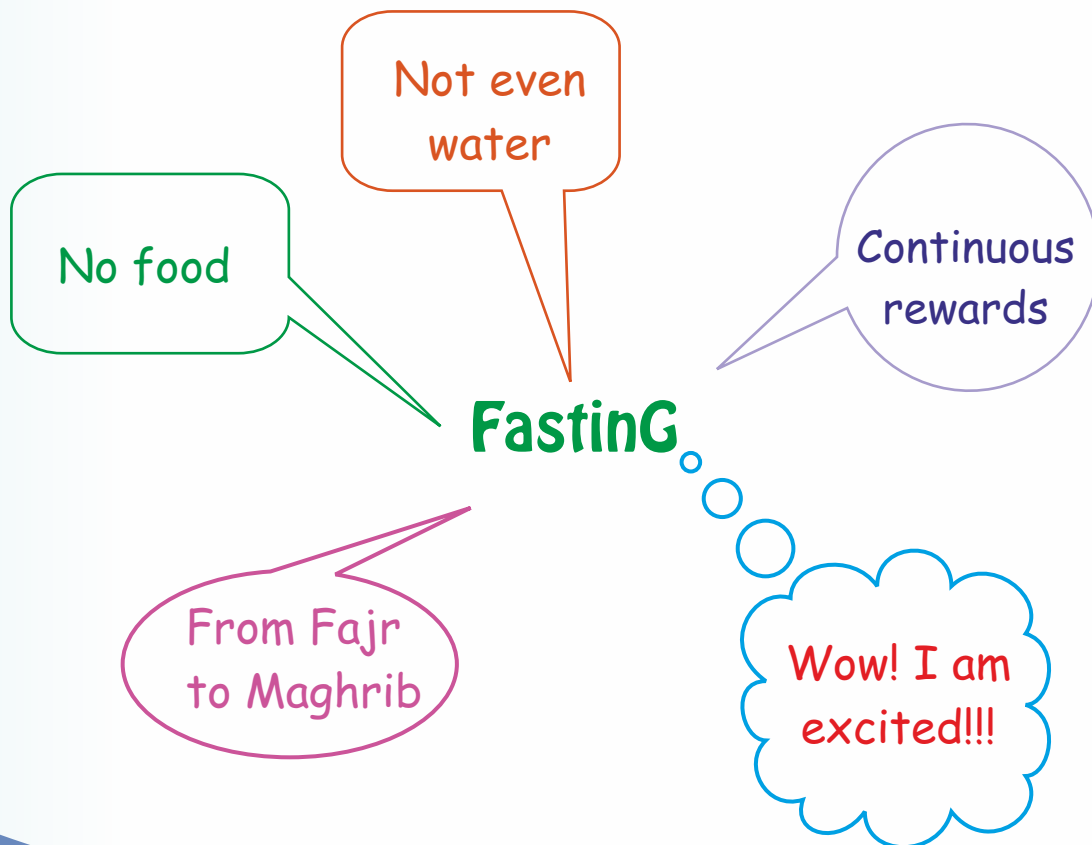 Not even
water
No food
Continuous
rewards
FastinG
From Fajr
to Maghrib
Wow! I am
excited!!!